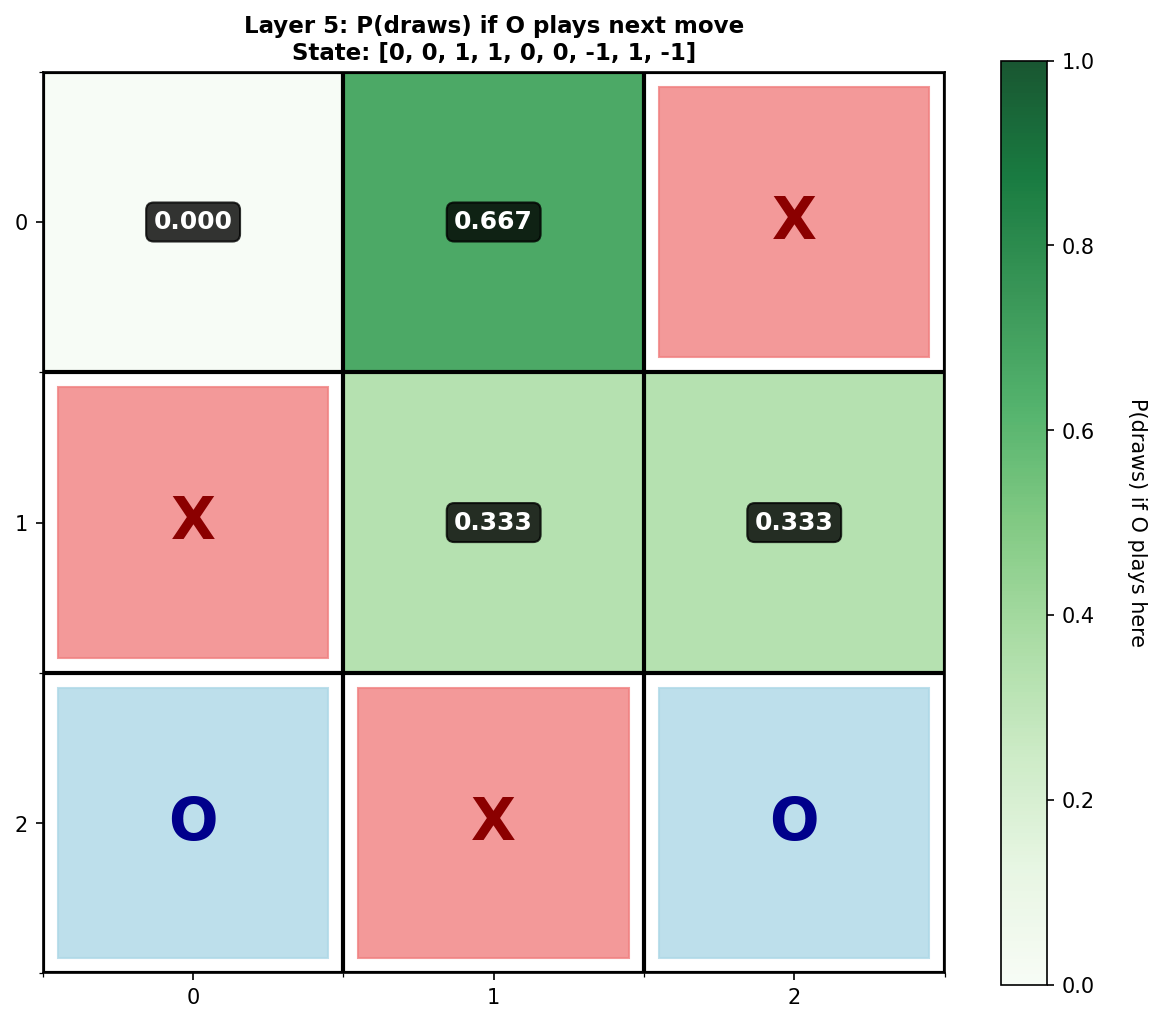 Layer 5: P(draws) if O plays next move
State: [0, 0, 1, 1, 0, 0, -1, 1, -1]
0
0.000
0.667
X
1
X
0.333
0.333
2
O
X
O
0
1
2
1.0
0.8
0.6
0.4
0.2
0.0
P(draws) if O plays here